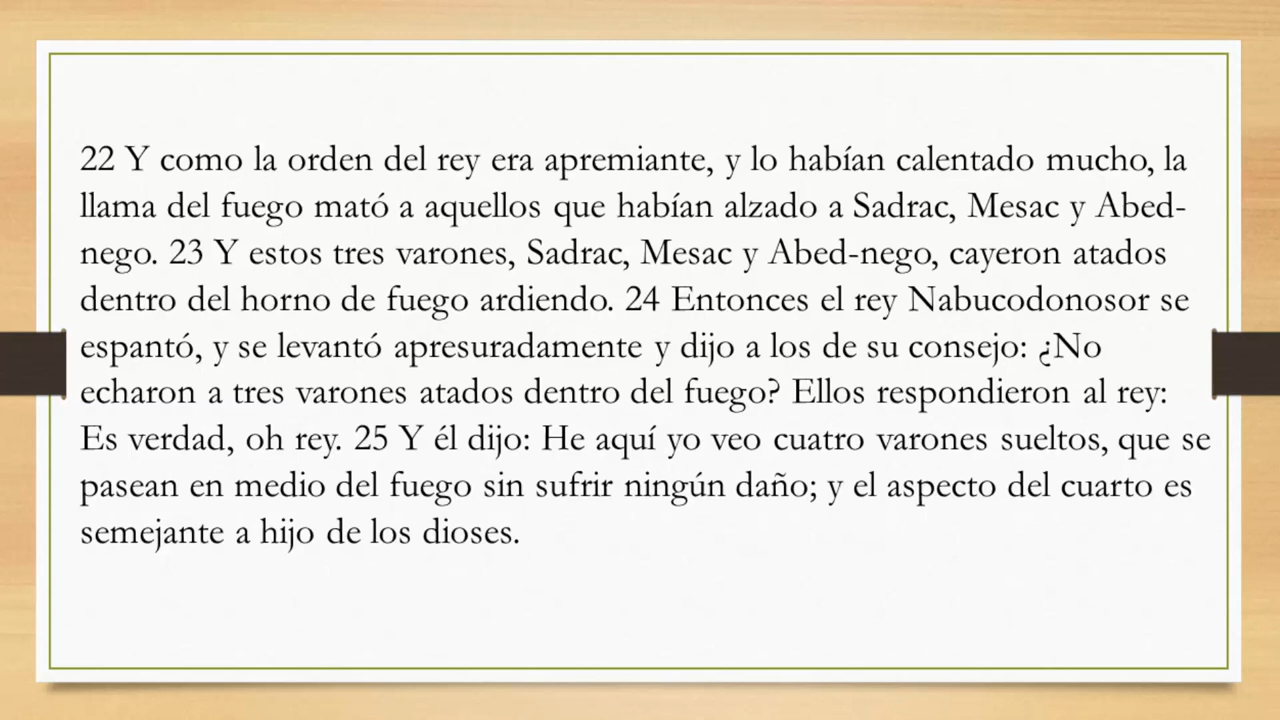 22 Y como la orden del rey era apremiante, y lo habían calentado mucho, la
llama del fuego mató a aquellos que habían alzado a Sadrac, Mesac y Abed-
nego. 23 Y estos tres varones, Sadrac, Mesac y Abed-nego, cayeron atados
dentro del horno de fuego ardiendo. 24 Entonces el rey Nabucodonosor se
espantó, y se levantó apresuradamente y dijo a los de su consejo: ¿No
echaron a tres varones atados dentro del fuego? Ellos respondieron al rey:
Es verdad, oh rey. 25 Y él dijo: He aquí yo veo cuatro varones sueltos, que se
pasean en medio del fuego sin sufrir ningún daño; y el aspecto del cuarto es
semejante a hijo de los dioses.